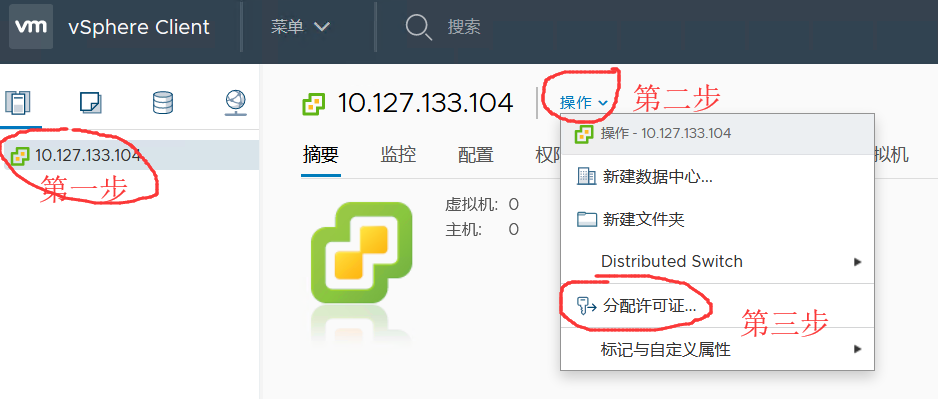 vm vSphere Client 菜单 搜索
10.127.133.104
第一步
10.127.133.104 操作 第二步
摘要 监控 配置 权 拟机
虚拟机: 0
主机: 0
操作 - 10.127.133.104
新建数据中心...
新建文件夹
Distributed Switch
分配许可证...
第三步
标记与自定义属性